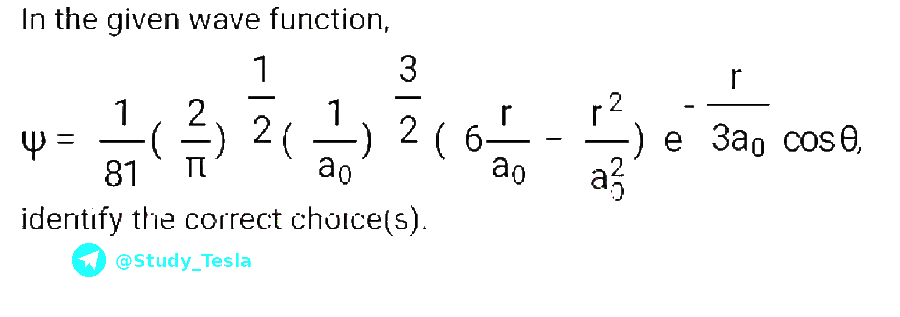 In the given wave function,
ψ = 1/81 (2/π)^1/2 (1/a₀)^3/2 (6 r/a₀ - r²/a₀²) e^-r/3a₀ cosθ,
identify the correct choice(s).
@Study_Tesla